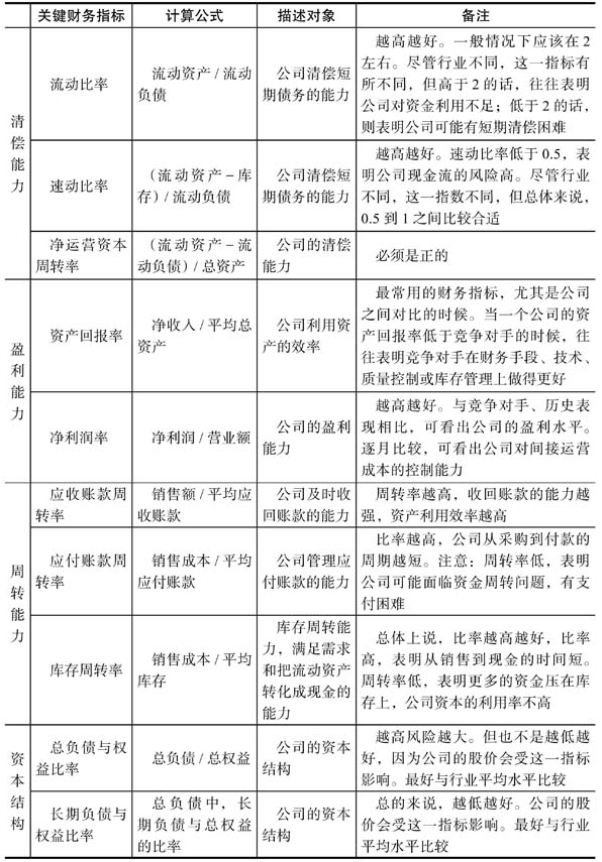 关键财务指标 计算公式 描述对象 备注
清偿能力
流动比率
流动资产/流动
负债
公司清偿短
期债务的能力
越高越好。一般情况下应该在2
左右。尽管行业不同，这一指标有
所不同，但高于2的话，往往表明
公司对资金利用不足；低于2的话，
则表明公司可能有短期清偿困难
速动比率
（流动资产-库
存）/流动负债
公司清偿短
期债务的能力
越高越好。速动比率低于0.5，表
明公司现金流的风险高。尽管行业
不同，这一指数不同，但总体来说，
0.5到1之间比较合适
净运营资本
周转率
（流动资产-流
动负债）/总资产
公司的清偿
能力
必须是正的
盈利能力
资产回报率
净收入/平均总
资产
公司利用资
产的效率
最常用的财务指标，尤其是公司
之间对比的时候。当一个公司的资
产回报率低于竞争对手的时候，往
往表明竞争对手在财务手段、技术、
质量控制或库存管理上做得更好
净利润率
净利润/营业额
公司的盈利
能力
越高越好。与竞争对手、历史表
现相比，可看出公司的盈利水平。
逐月比较，可看出公司对间接运营
成本的控制能力
周转能力
应收账款周
转率
销售额/平均应
收账款
公司及时收
回账款的能力
周转率越高，收回账款的能力越
强，资产利用效率越高
应付账款周
转率
销售成本/平均
应付账款
公司管理应
付账款的能力
比率越高，公司从采购到付款的
周期越短。注意：周转率低，表明
公司可能面临资金周转问题，有支
付困难
库存周转率
销售成本/平均
库存
库存周转能
力，满足需求
和把流动资产
转化成现金的
能力
总体上说，比率越高越好，比率
高，表明从销售到现金的时间短。
周转率低，表明更多的资金压在库
存上，公司资本的利用率不高
资本结构
总负债与权
益比率
总负债/总权益
公司的资本
结构
越高风险越大。但也不是越低越
好，因为公司的股价会受这一指标
影响。最好与行业平均水平比较
长期负债与
权益比率
总负债中，长
期负债与总权益
的比率
公司的资本
结构
总的来说，越低越好。公司的股
价会受这一指标影响。最好与行业
平均水平比较